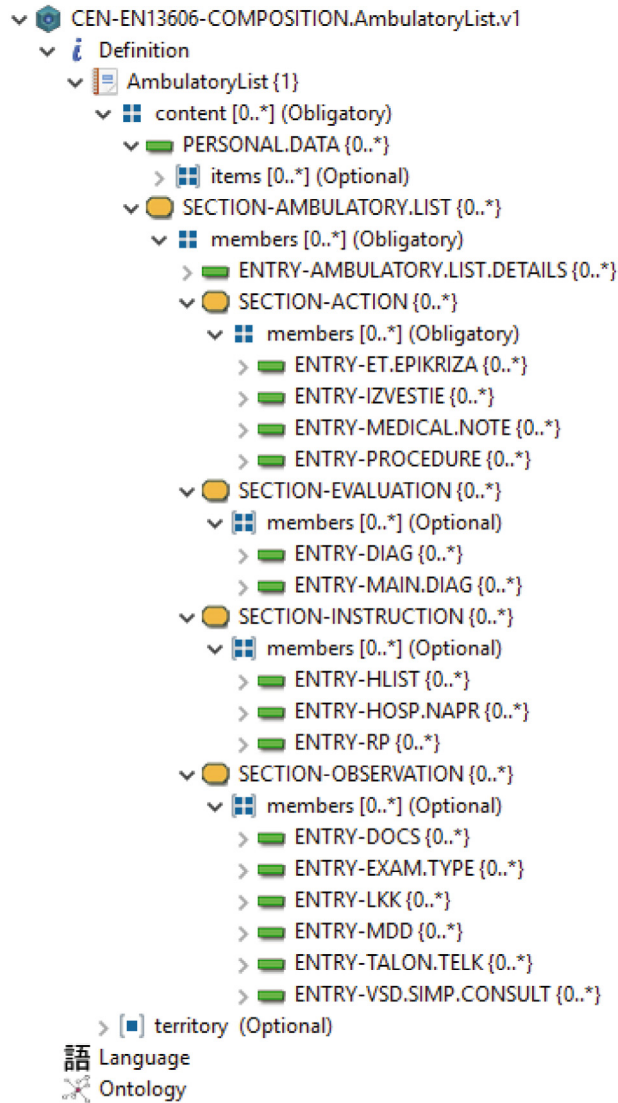 CEN-EN13606-COMPOSITION.AmbulatoryList.v1
Definition
AmbulatoryList {1}
content [0..*] (Obligatory)
PERSONAL.DATA {0..*}
items [0..*] (Optional)
SECTION-AMBULATORY.LIST {0..*}
members [0..*] (Obligatory)
ENTRY-AMBULATORY.LIST.DETAILS {0..*}
SECTION-ACTION {0..*}
members [0..*] (Obligatory)
ENTRY-ET.EPIKRIZA {0..*}
ENTRY-IZVESTIE {0..*}
ENTRY-MEDICAL.NOTE {0..*}
ENTRY-PROCEDURE {0..*}
SECTION-EVALUATION {0..*}
members [0..*] (Optional)
ENTRY-DIAG {0..*}
ENTRY-MAIN.DIAG {0..*}
SECTION-INSTRUCTION {0..*}
members [0..*] (Optional)
ENTRY-HLIST {0..*}
ENTRY-HOSP.NAPR {0..*}
ENTRY-RP {0..*}
SECTION-OBSERVATION {0..*}
members [0..*] (Optional)
ENTRY-DOCS {0..*}
ENTRY-EXAM.TYPE {0..*}
ENTRY-LKK {0..*}
ENTRY-MDD {0..*}
ENTRY-TALON.TELK {0..*}
ENTRY-VSD.SIMP.CONSULT {0..*}
territory (Optional)
語 Language
Ontology